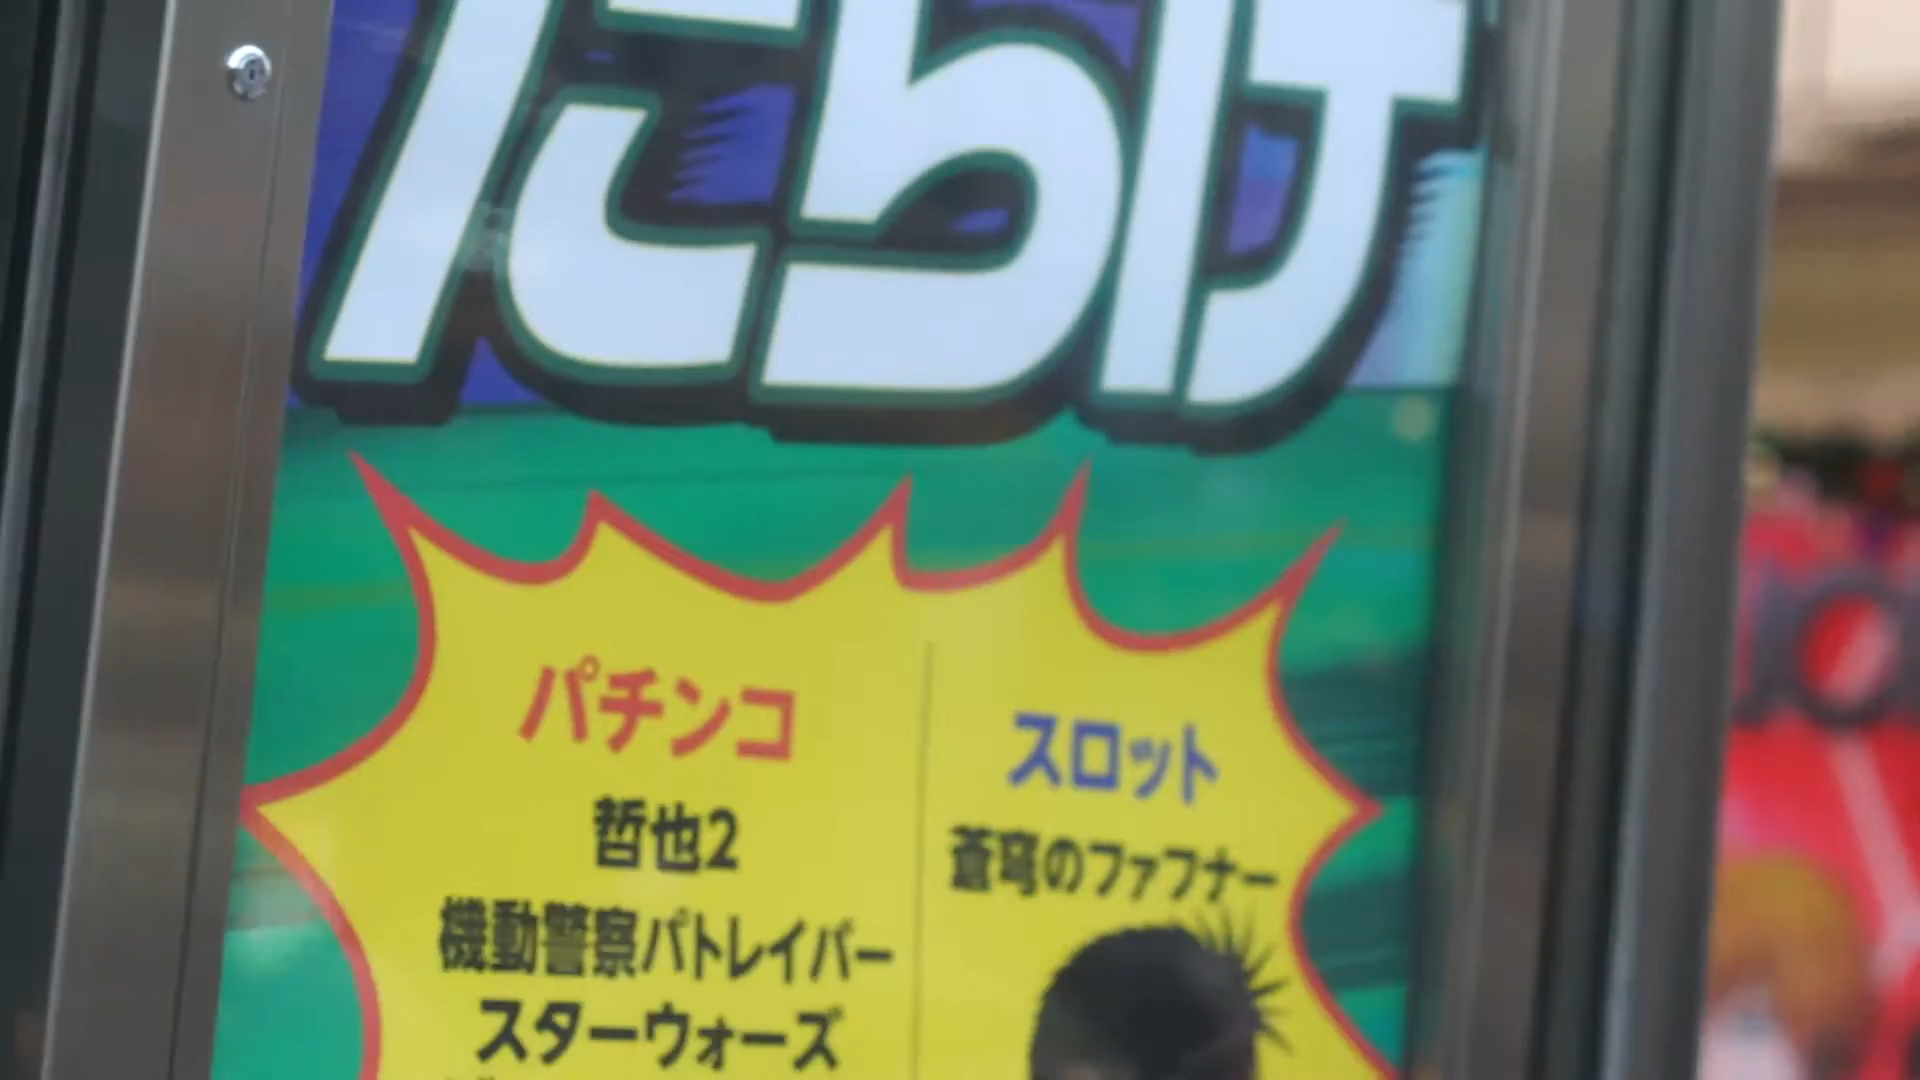 だらけ
パチンコ
哲也2
機動警察パトレイバー
スターウォーズ
スロット
蒼穹のファフナー